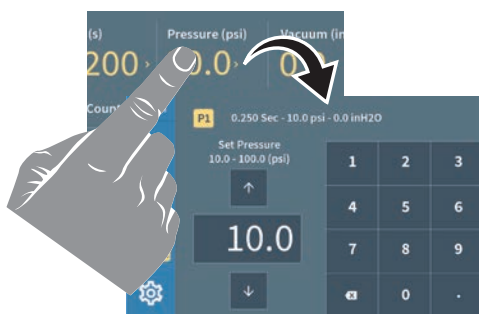 (s) Pressure (psi) Vacuum (in
200 0.0
Count
P1 0.250 Sec - 10.0 psi - 0.0 inH2O
Set Pressure
10.0 - 100.0 (psi)
10.0
1 2 3
4 5 6
7 8 9
0 .